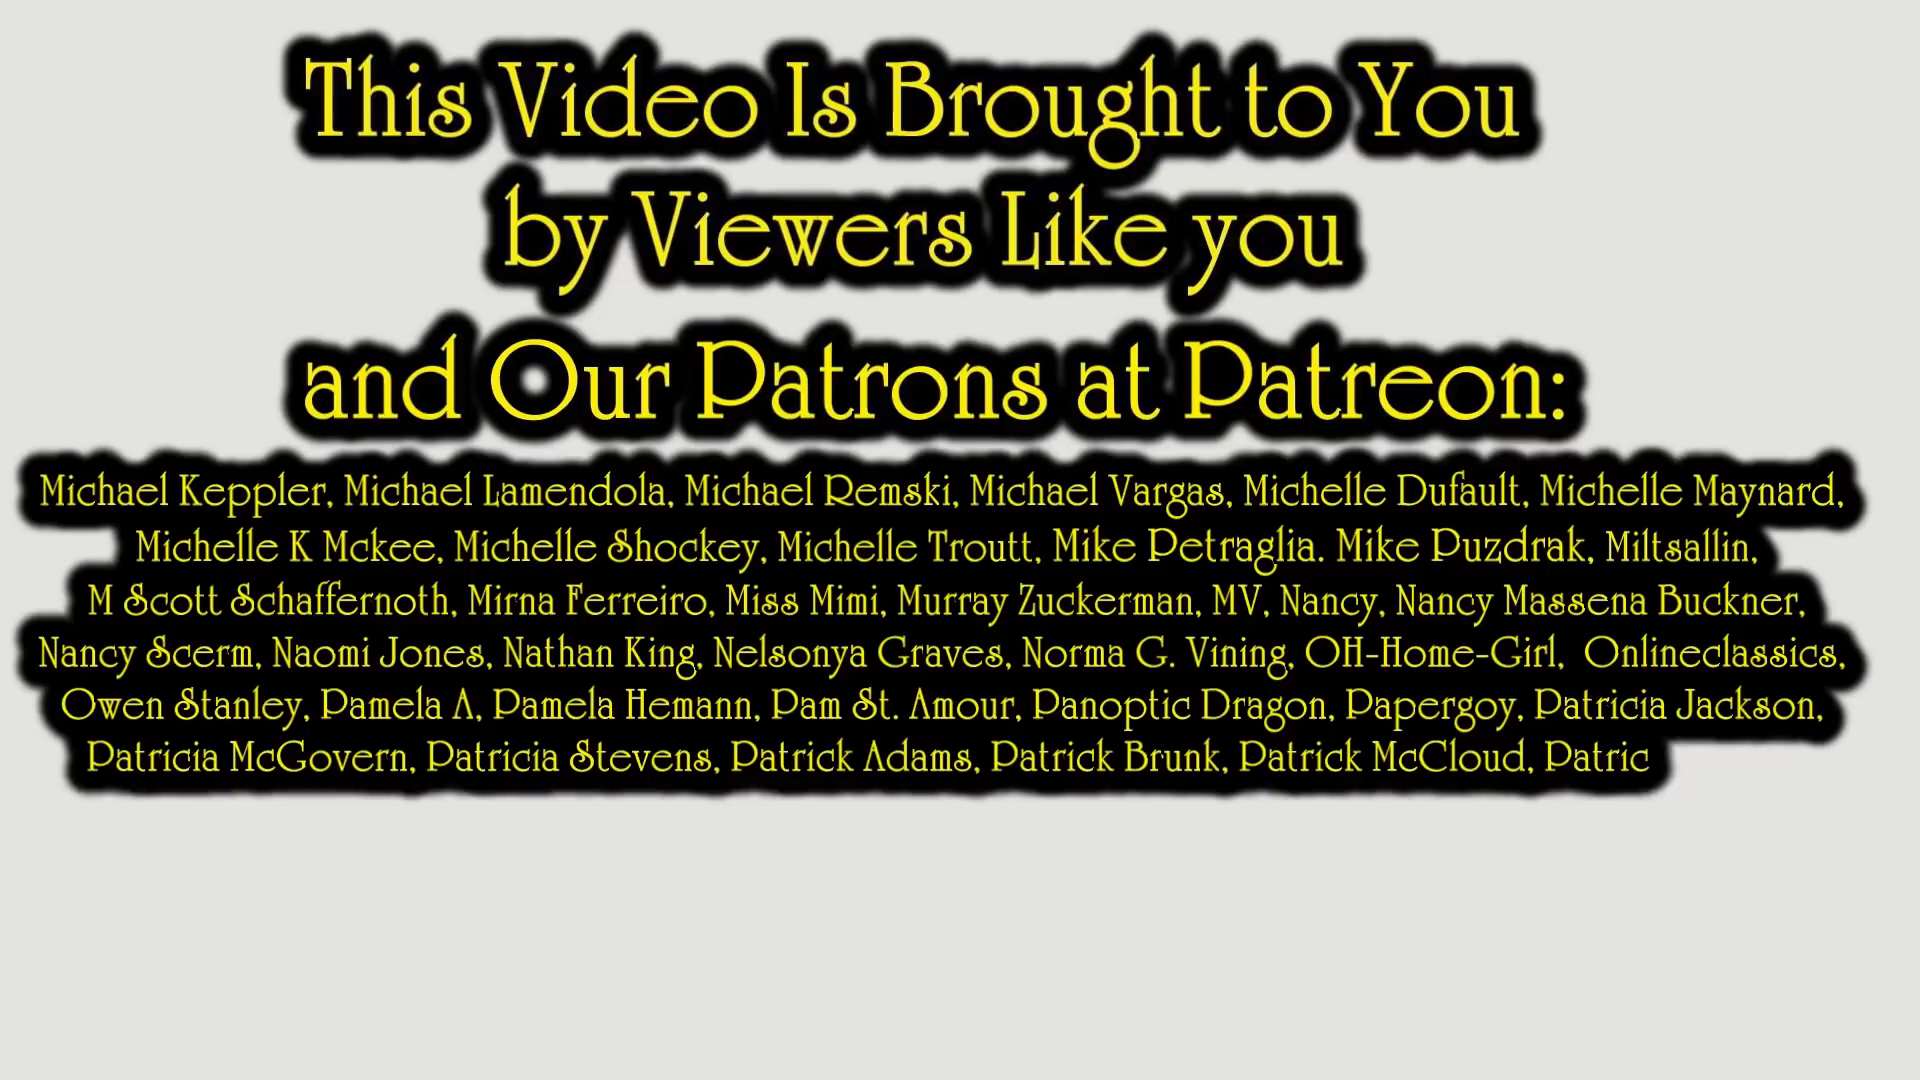 This Video Is Brought to You
by Viewers Like you
and Our Patrons at Patreon:
Michael Keppler, Michael Lamendola, Michael Remski, Michael Vargas, Michelle Dufault, Michelle Maynard,
Michelle K Mckee, Michelle Shockey, Michelle Troutt, Mike Petraglia. Mike Puzdrak, Miltsallin,
M Scott Schaffernoth, Mirna Ferreiro, Miss Mimi, Murray Zuckerman, MV, Nancy, Nancy Massena Buckner,
Nancy Scerm, Naomi Jones, Nathan King, Nelsonya Graves, Norma G. Vining, OH-Home-Girl, Onlineclassics,
Owen Stanley, Pamela A, Pamela Hemann, Pam St. Amour, Panoptic Dragon, Papergoy, Patricia Jackson,
Patricia McGovern, Patricia Stevens, Patrick Adams, Patrick Brunk, Patrick McCloud, Patric